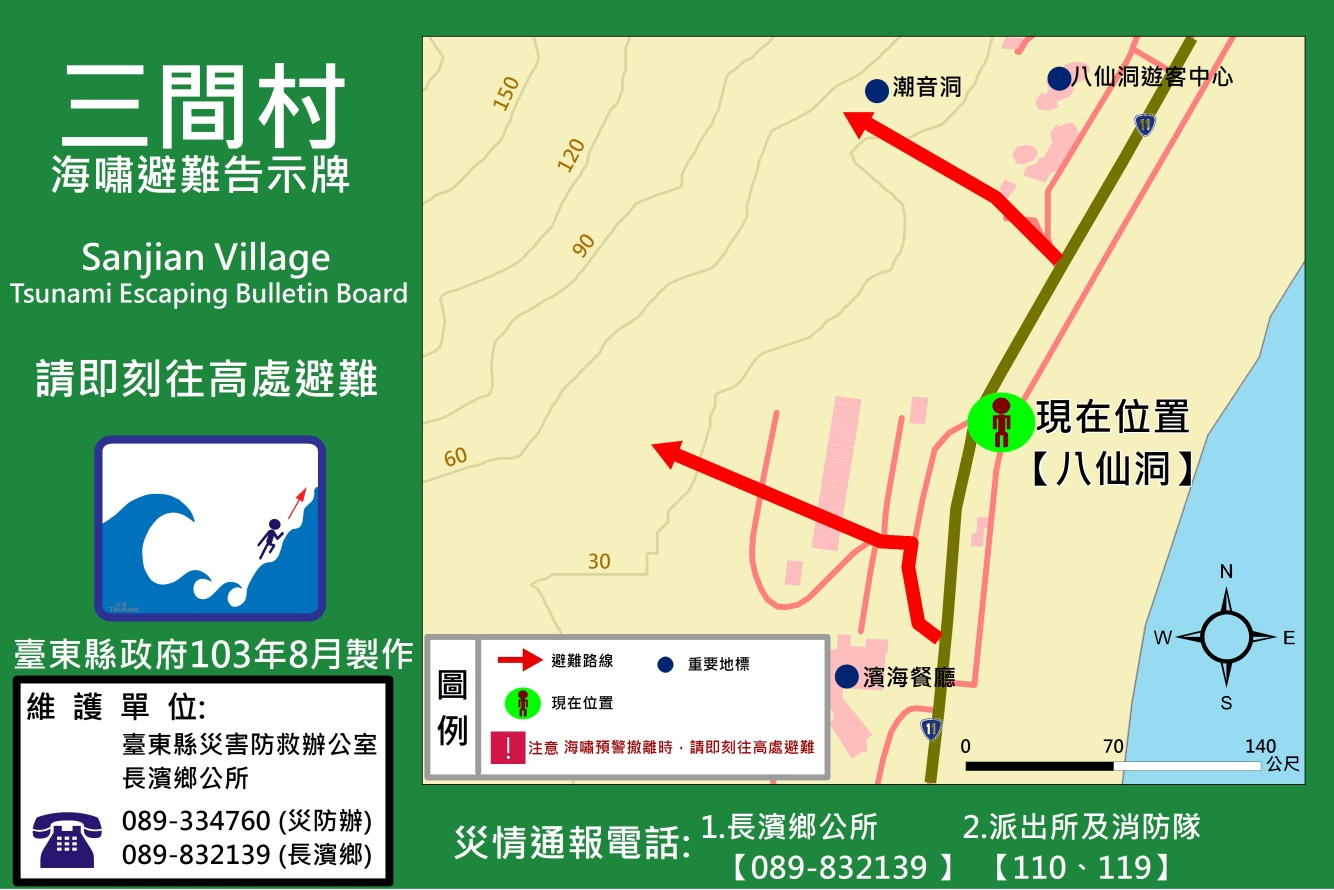 三間村
海嘯避難告示牌
Sanjian Village
Tsunami Escaping Bulletin Board
請即刻往高處避難
TSUNAMI
臺東縣政府103年8月製作
維 護 單 位:
臺東縣災害防救辦公室
長濱鄉公所
089-334760 (災防辦)
089-832139 (長濱鄉)
150
120
90
60
30
潮音洞
八仙洞遊客中心
11
現在位置
【八仙洞】
濱海餐廳
11
N
W
E
S
0 70 140
公尺
圖例
避難路線
重要地標
現在位置
! 注意 海嘯預警撤離時，請即刻往高處避難
災情通報電話: 1.長濱鄉公所 2.派出所及消防隊
【089-832139 】 【110、119】